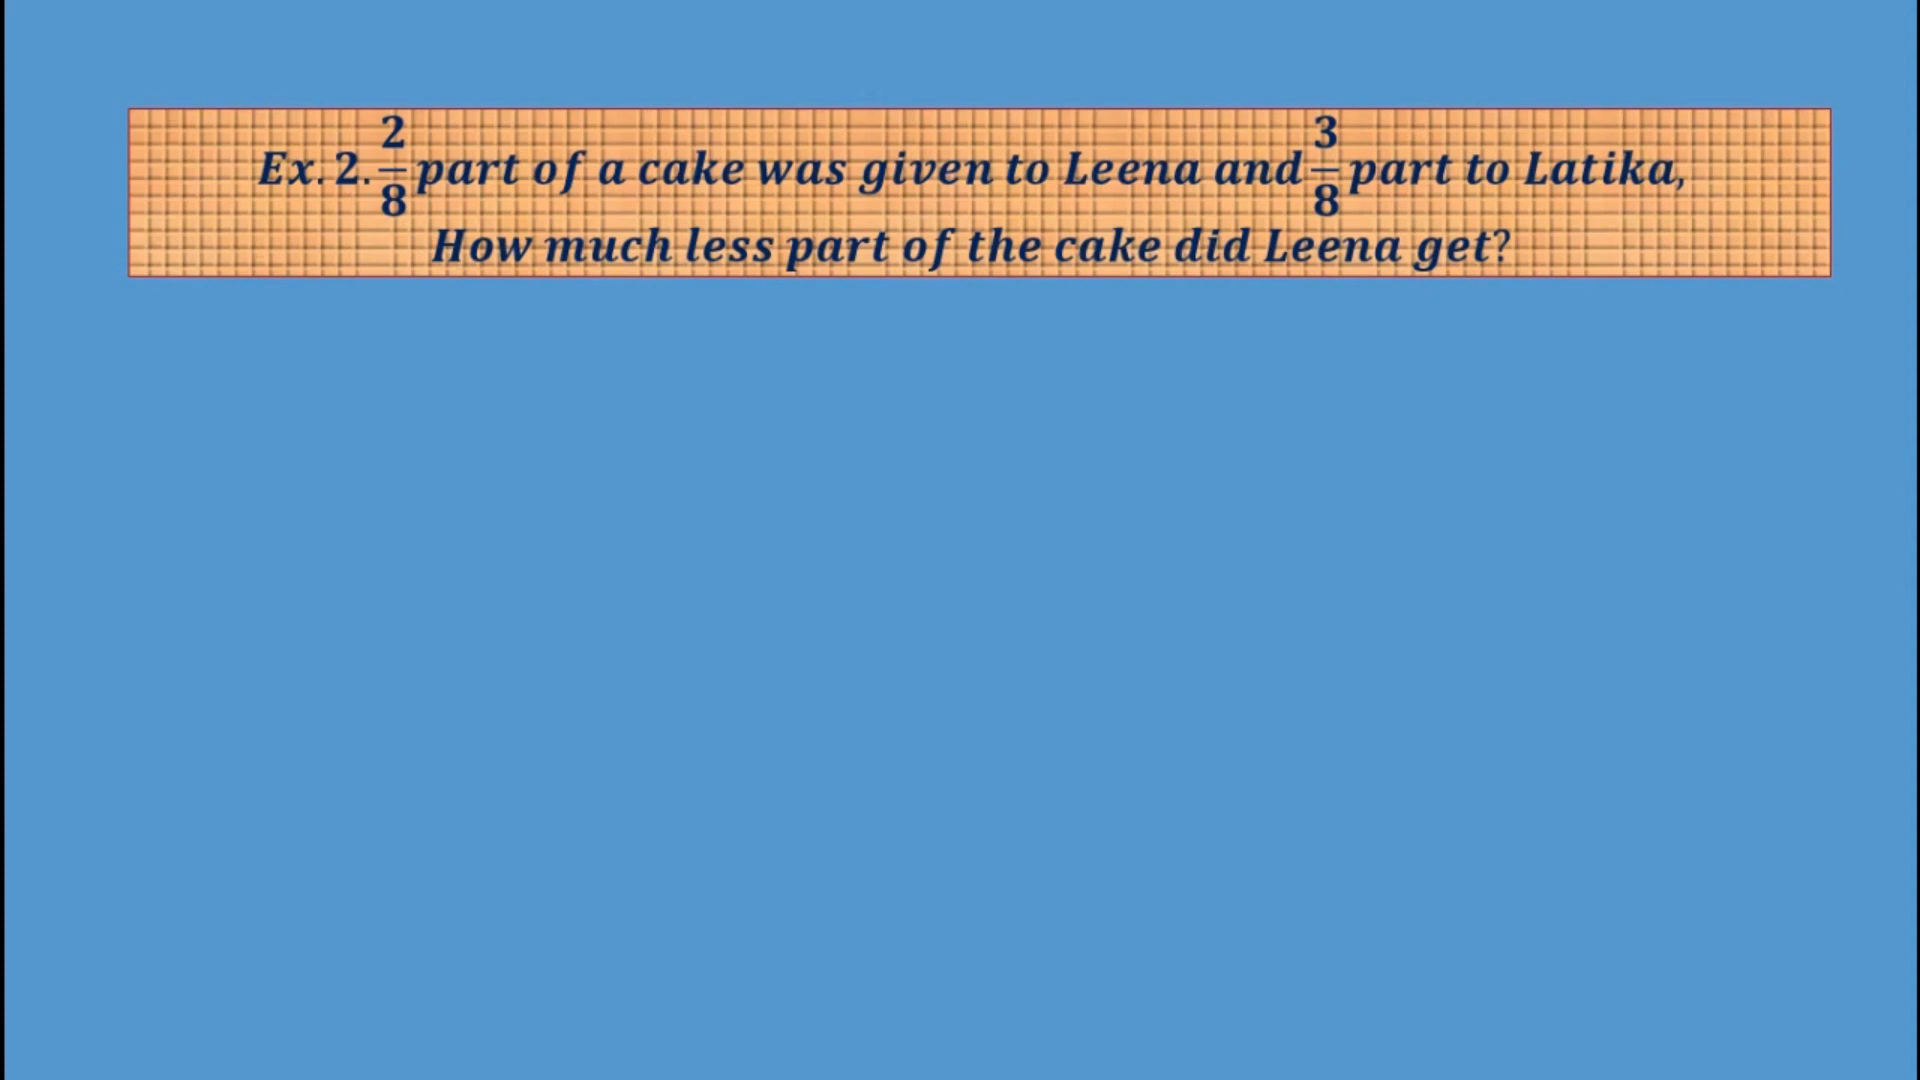 Ex. 2. 2/8 part of a cake was given to Leena and 3/8 part to Latika,
How much less part of the cake did Leena get?